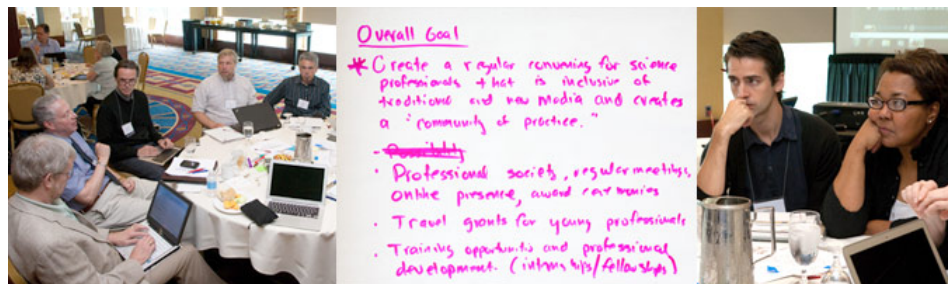 Overall Goal
* Create a regular convening for science
professionals that is inclusive of
traditional and new media and creates
a "community of practice."
- Possibility
· Professional society, regular meetings,
online presence, award ceremonies
· Travel grants for young professionals
· Training opportunities and professional
development. (internships/fellowships)